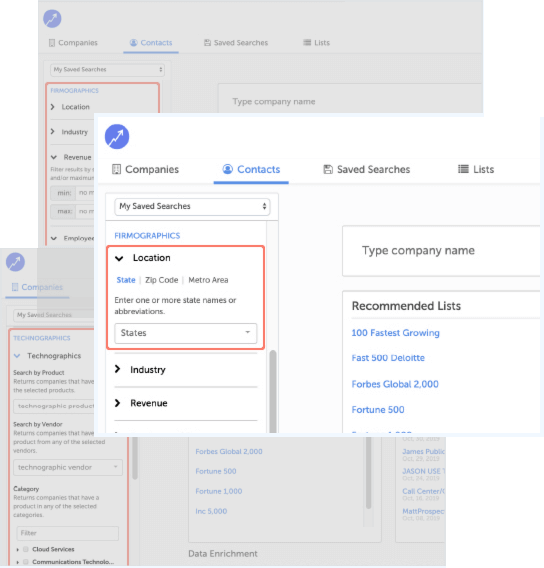 Companies
Contacts
Saved Searches
Lists
My Saved Searches
FIRMOGRAPHICS
Location
Industry
Revenue
Filter results by
and/or maximum
min:
max:
Employee
Type company name
Companies
Contacts
Saved Searches
Lists
My Saved Searches
FIRMOGRAPHICS
Location
State | Zip Code | Metro Area
Enter one or more state names or
abbreviations.
States
Industry
Revenue
Type company name
Recommended Lists
100 Fastest Growing
Fast 500 Deloitte
Forbes Global 2,000
Fortune 500
Companies
My Saved Searches
TECHNOGRAPHICS
Technographics
Search by Product
Returns companies that have
the selected products.
technographic product
Search by Vendor
Returns companies that have
product from any of the selected
vendors.
technographic vendor
Category
Returns companies that have a
product in any of the selected
categories.
Filter
Cloud Services
Communications Technolo...
Forbes Global 2,000
Fortune 500
Fortune 1,000
Inc 5,000
Data Enrichment
James Public
Oct. 25, 2019
JASON USE
Oct. 24, 2019
Call Center/
MattProspec